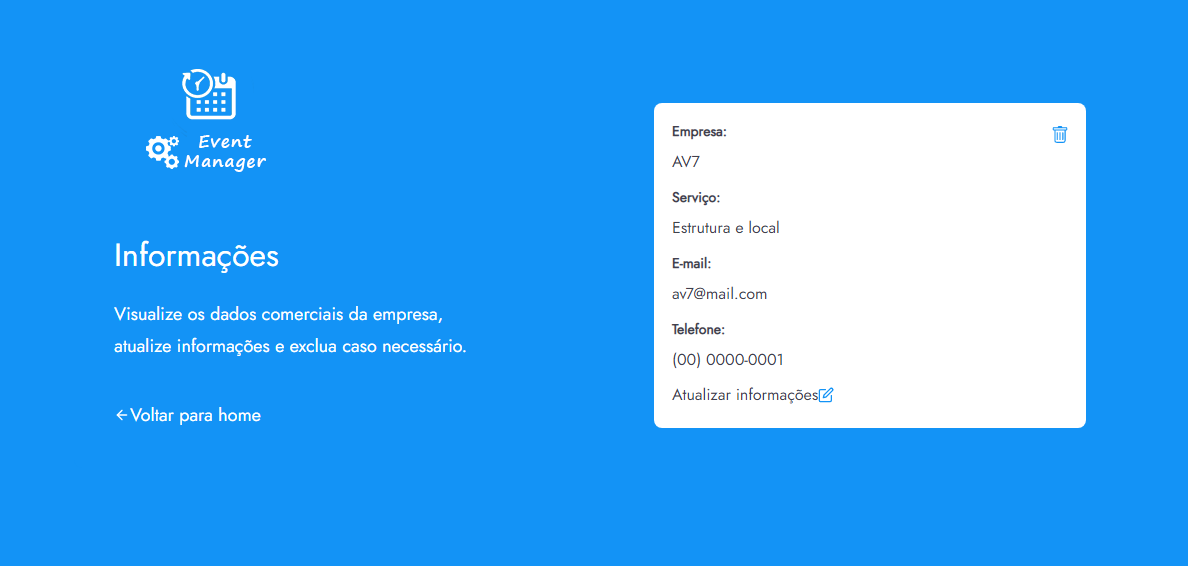 Event
Manager
Informações
Visualize os dados comerciais da empresa,
atualize informações e exclua caso necessário.
Voltar para home
Empresa:
AV7
Serviço:
Estrutura e local
E-mail:
av7@mail.com
Telefone:
(00) 0000-0001
Atualizar informações